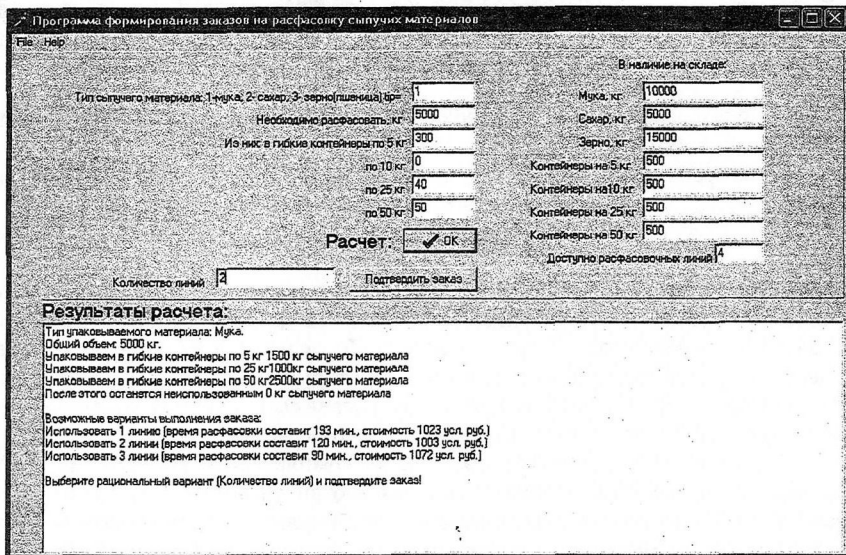 Программа формирования заказов на расфасовку сыпучих материалов
File Help
В наличие на складе:
Тип сыпучего материала: 1-мука, 2- сахар, 3- зерно(пшеница) tip= 1
Необходимо расфасовать, кг 5000
Из них: в гибкие контейнеры по 5 кг 300
по 10 кг 0
по 25 кг 40
по 50 кг 50
Мука, кг 10000
Сахар, кг 5000
Зерно, кг 15000
Контейнеры на 5 кг 500
Контейнеры на10 кг 500
Контейнеры на 25 кг 500
Контейнеры на 50 кг 500
Расчет: OK
Доступно расфасовочных линий 4
Количество линий 2 Подтвердить заказ
Результаты расчета:
Тип упаковываемого материала: Мука.
Общий объем: 5000 кг.
Упаковываем в гибкие контейнеры по 5 кг 1500 кг сыпучего материала
Упаковываем в гибкие контейнеры по 25 кг1000кг сыпучего материала
Упаковываем в гибкие контейнеры по 50 кг2500кг сыпучего материала
После этого останется неиспользованным 0 кг сыпучего материала
Возможные варианты выполнения заказа:
Использовать 1 линию (время расфасовки составит 193 мин., стоимость 1023 усл. руб.)
Использовать 2 линии (время расфасовки составит 120 мин., стоимость 1003 усл. руб.)
Использовать 3 линии (время расфасовки составит 90 мин., стоимость 1072 усл. руб.)
Выберите рациональный вариант (Количество линий) и подтвердите заказ!